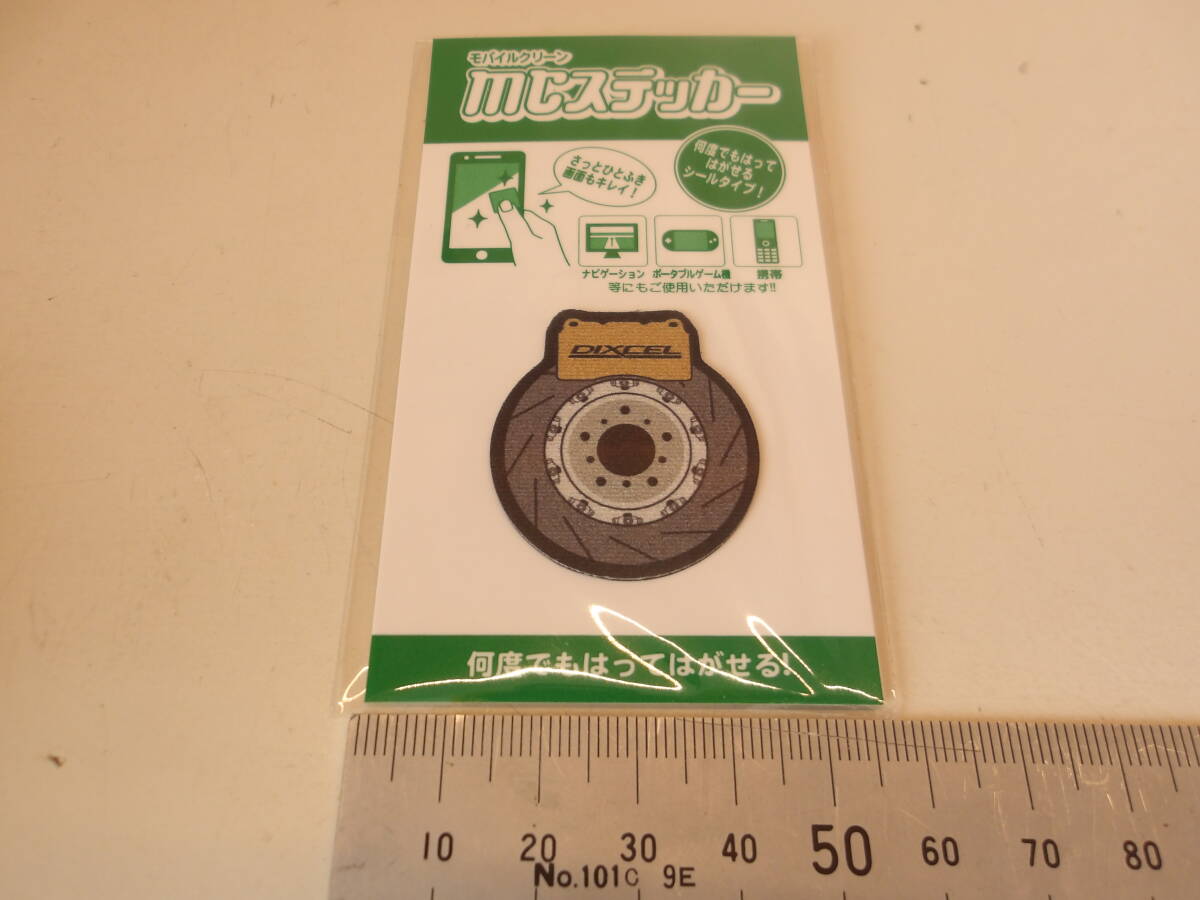 モバイルクリーン
mcステッカー
さっとひとふき
画面もキレイ!
何度でもはって
はがせる
シールタイプ!
ナビゲーション ポータブルゲーム機 携帯
等にもご使用いただけます!!
DIXCEL
何度でもはってはがせる!
10 20 30 40 50 60 70 80
No.101C 9E